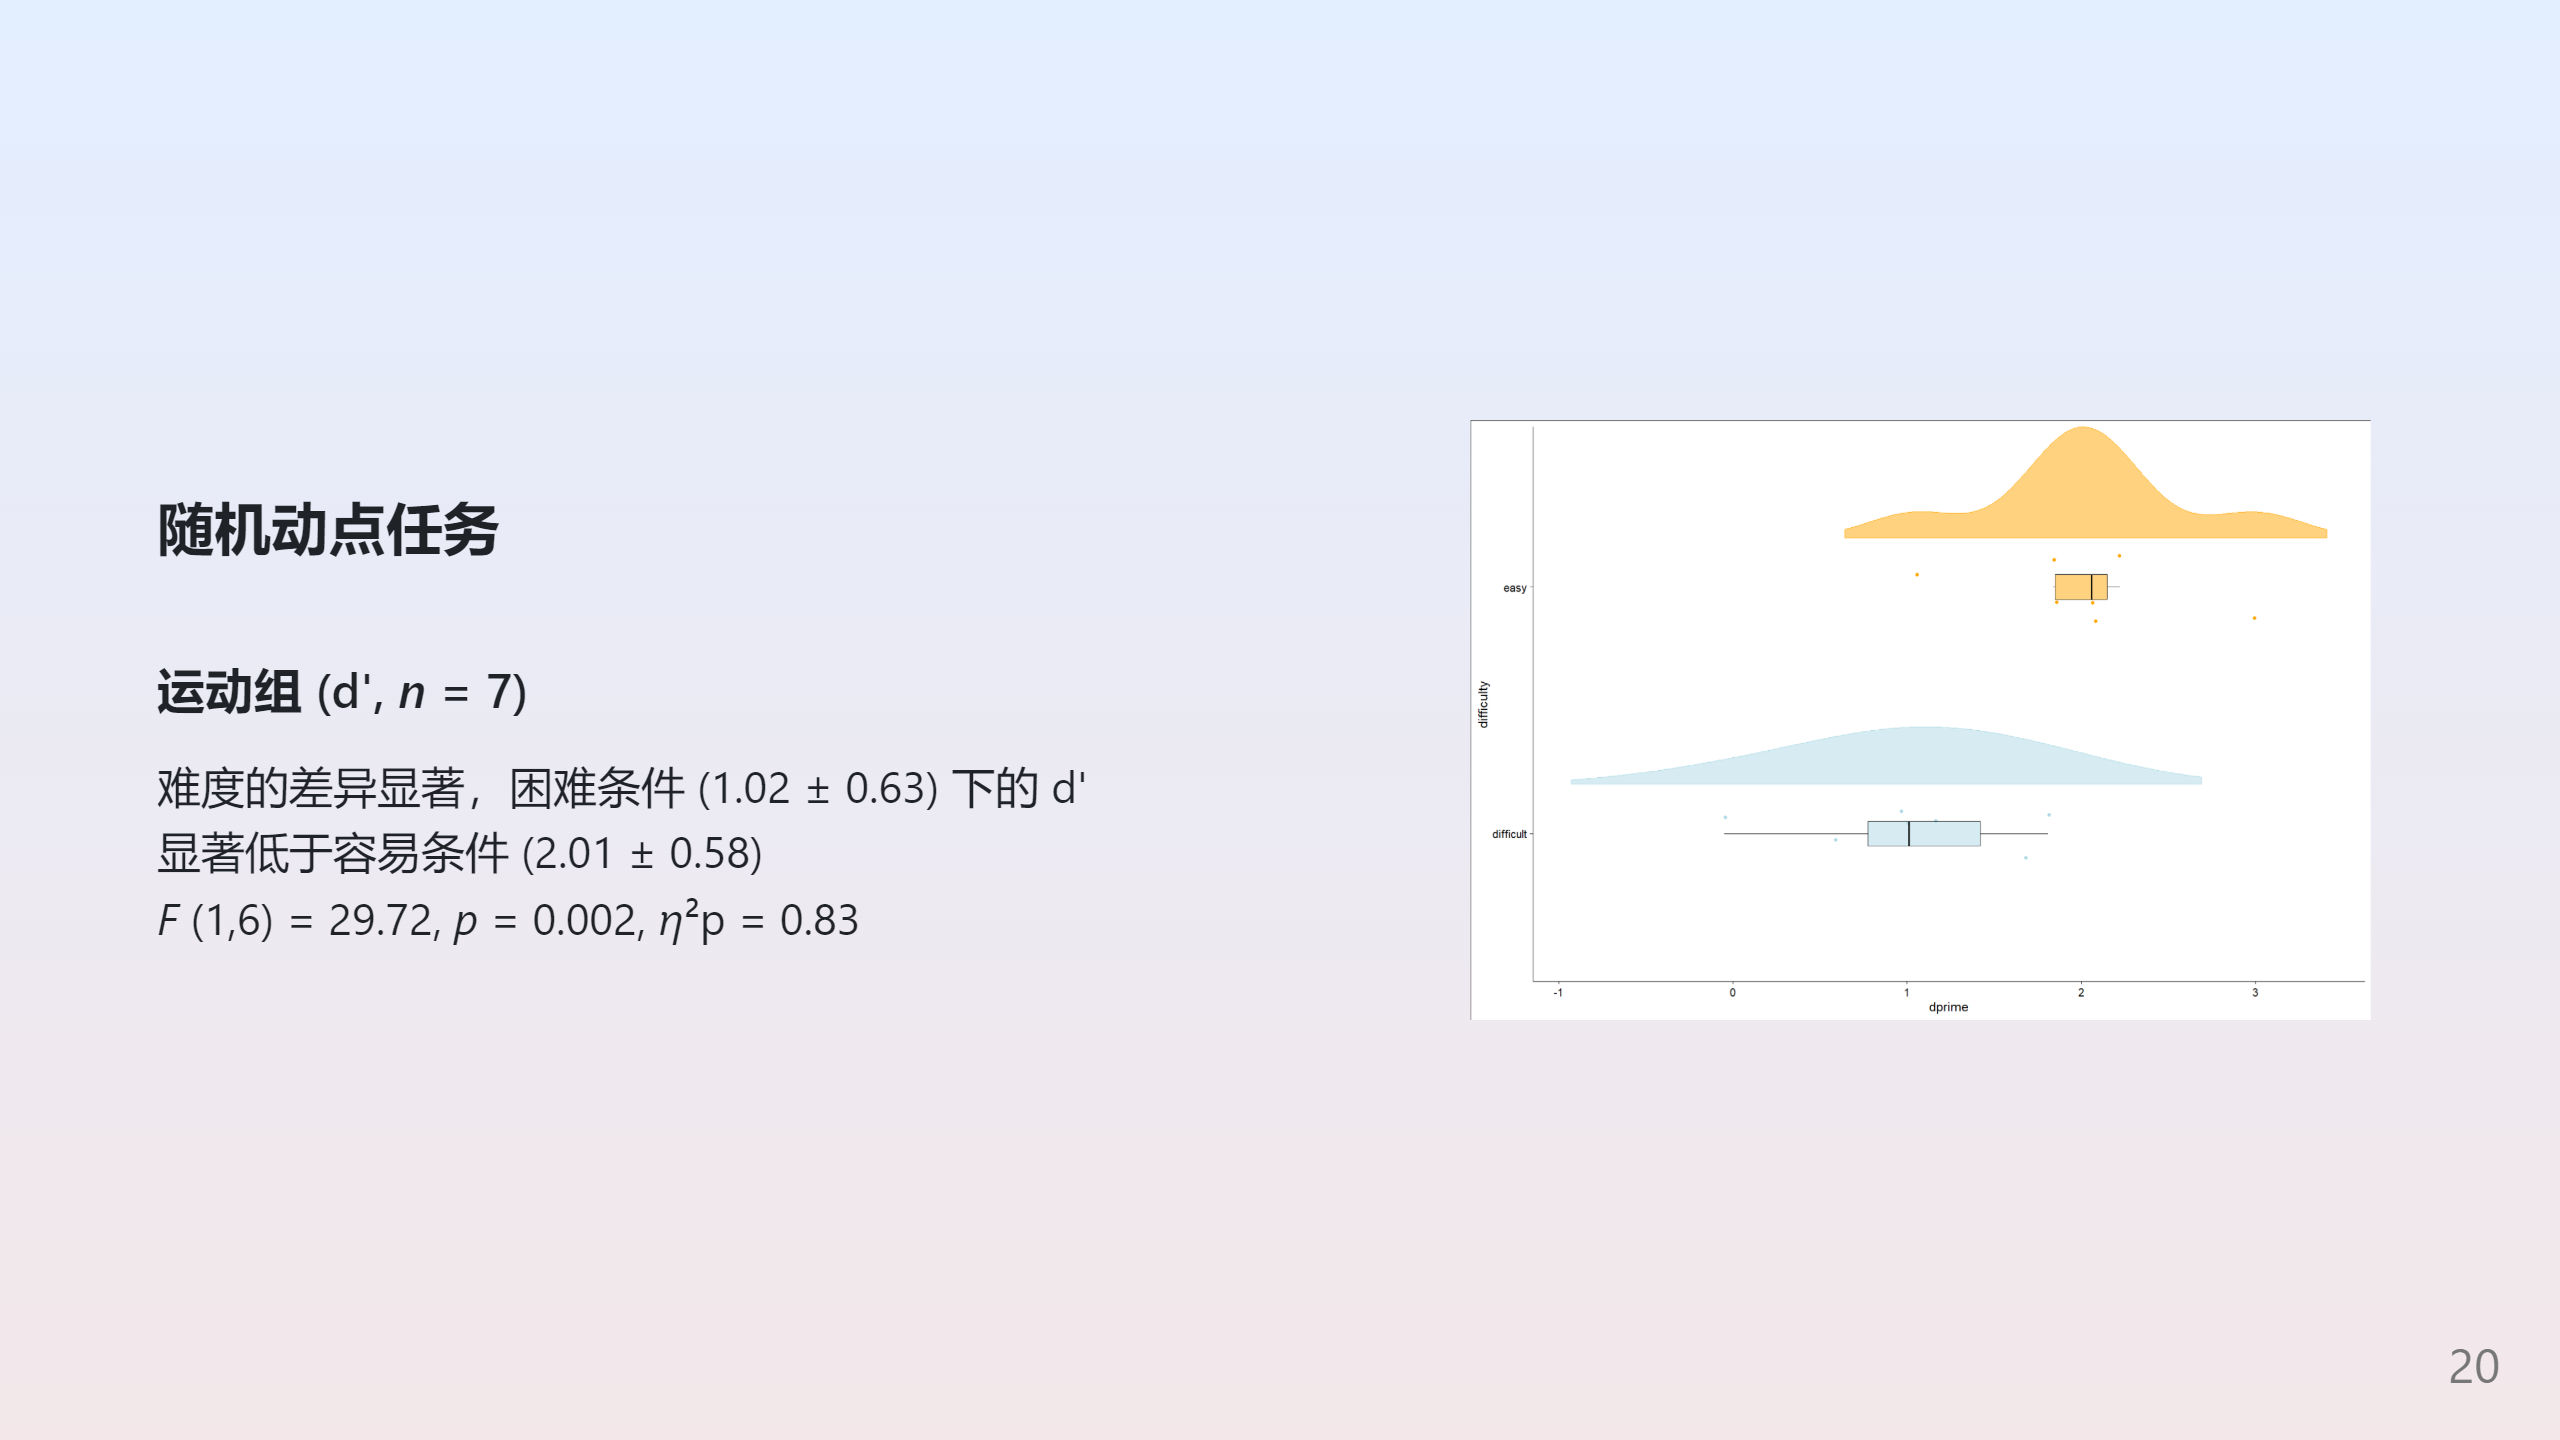 随机动点任务
运动组 (d', n = 7)
难度的差异显著，困难条件 (1.02 ± 0.63) 下的 d'
显著低于容易条件 (2.01 ± 0.58)
F (1,6) = 29.72, p = 0.002, η²p = 0.83
easy
difficulty
difficult
-1 0 1 2 3
dprime
20